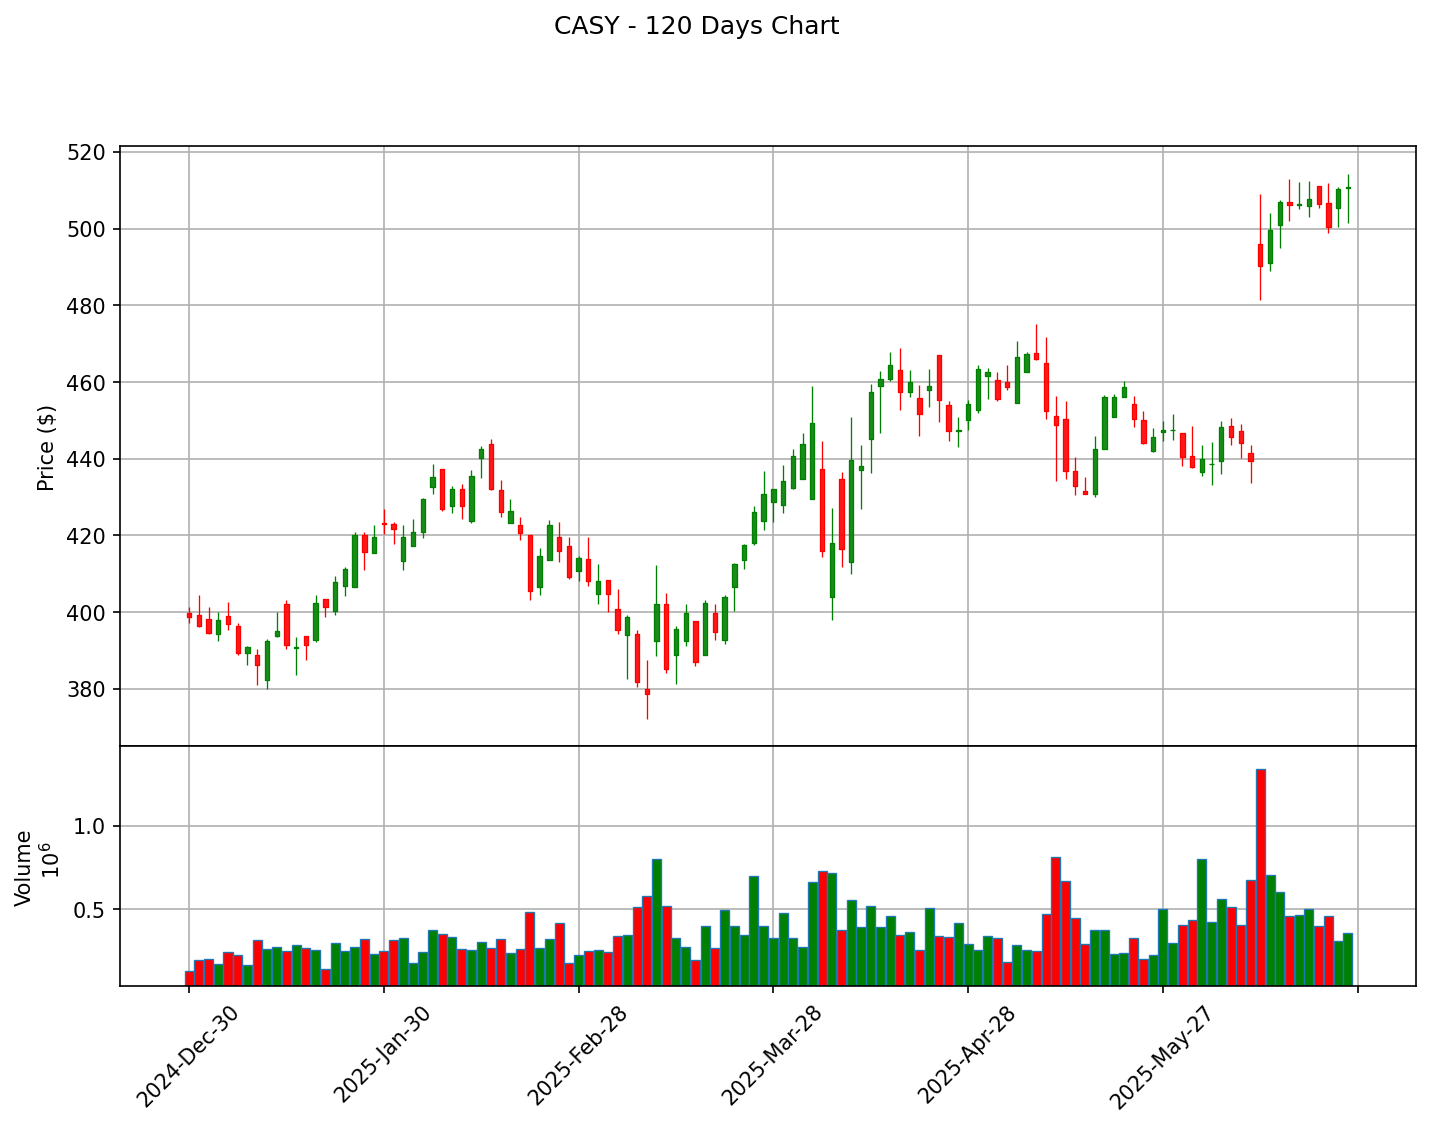 CASY - 120 Days Chart
520
500
480
460
440
420
400
380
Price ($)
1.0
0.5
Volume
10⁶
2024-Dec-30
2025-Jan-30
2025-Feb-28
2025-Mar-28
2025-Apr-28
2025-May-27